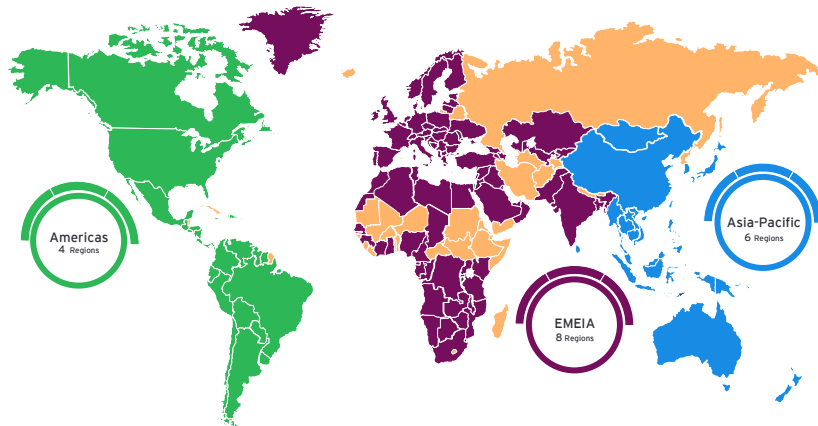 Americas
4 Regions
EMEIA
8 Regions
Asia-Pacific
6 Regions